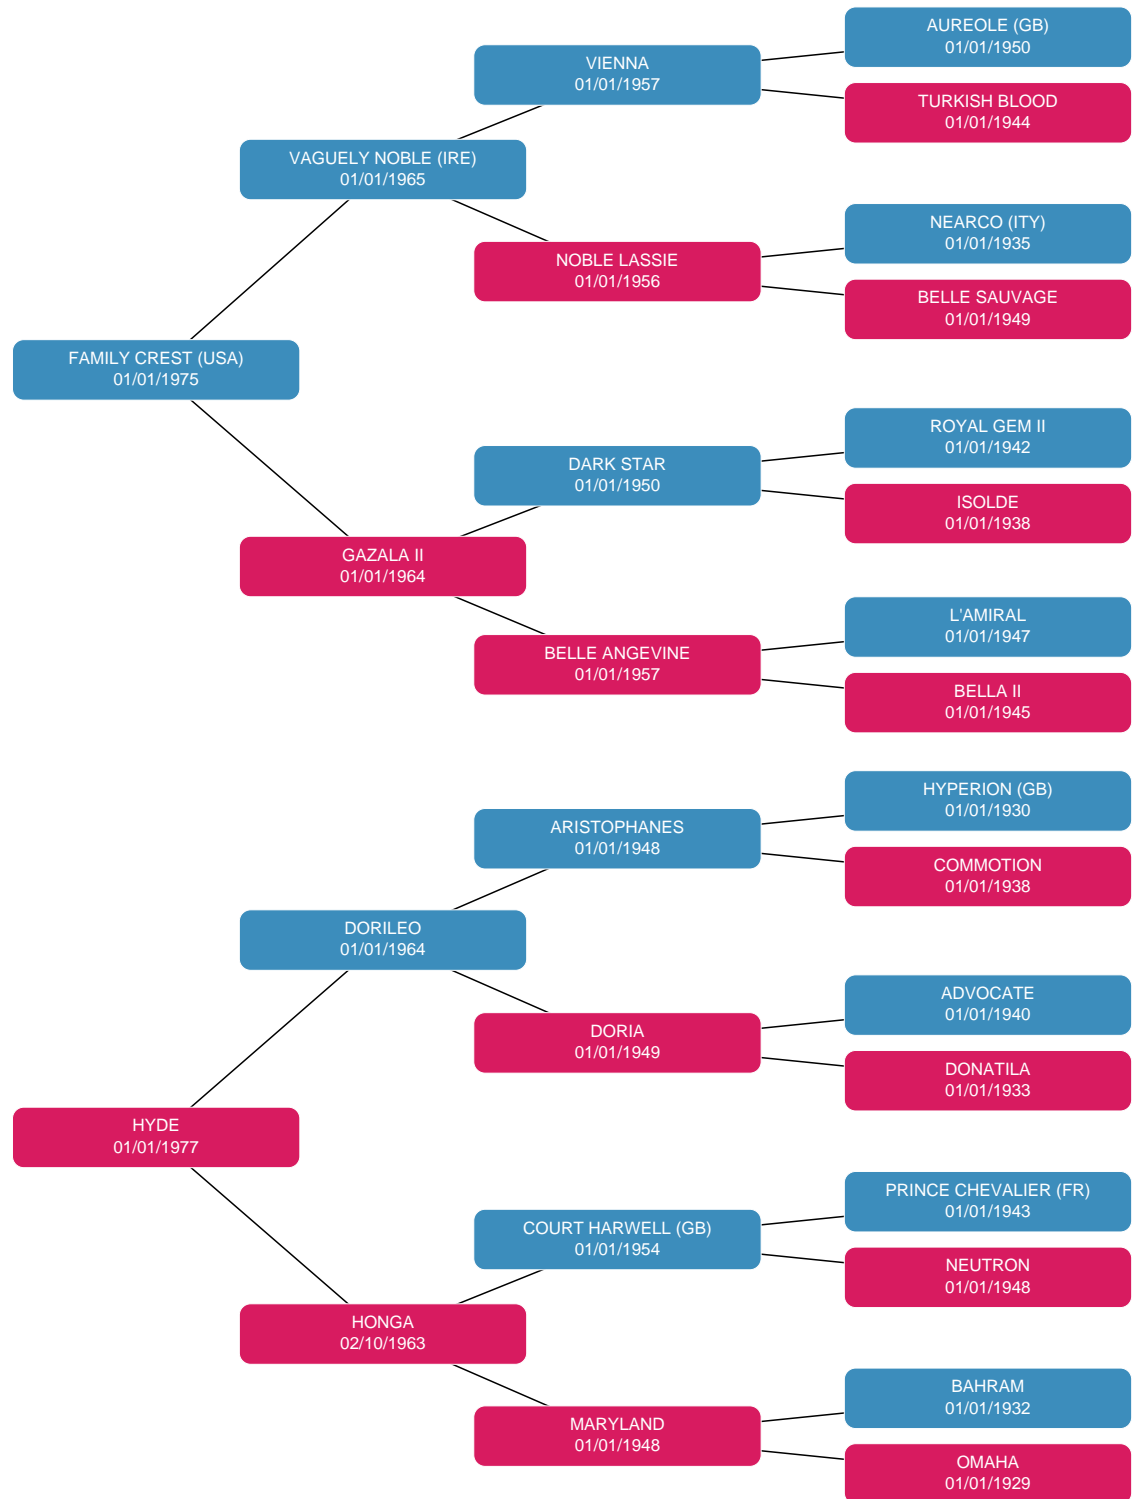 AUREOLE (GB)
01/01/1950
VIENNA
01/01/1957
TURKISH BLOOD
01/01/1944
VAGUELY NOBLE (IRE)
01/01/1965
NEARCO (ITY)
01/01/1935
NOBLE LASSIE
01/01/1956
BELLE SAUVAGE
01/01/1949
FAMILY CREST (USA)
01/01/1975
ROYAL GEM II
01/01/1942
DARK STAR
01/01/1950
ISOLDE
01/01/1938
GAZALA II
01/01/1964
L'AMIRAL
01/01/1947
BELLE ANGEVINE
01/01/1957
BELLA II
01/01/1945
HYPERION (GB)
01/01/1930
ARISTOPHANES
01/01/1948
COMMOTION
01/01/1938
DORILEO
01/01/1964
ADVOCATE
01/01/1940
DORIA
01/01/1949
DONATILA
01/01/1933
HYDE
01/01/1977
PRINCE CHEVALIER (FR)
01/01/1943
COURT HARWELL (GB)
01/01/1954
NEUTRON
01/01/1948
HONGA
02/10/1963
BAHRAM
01/01/1932
MARYLAND
01/01/1948
OMAHA
01/01/1929